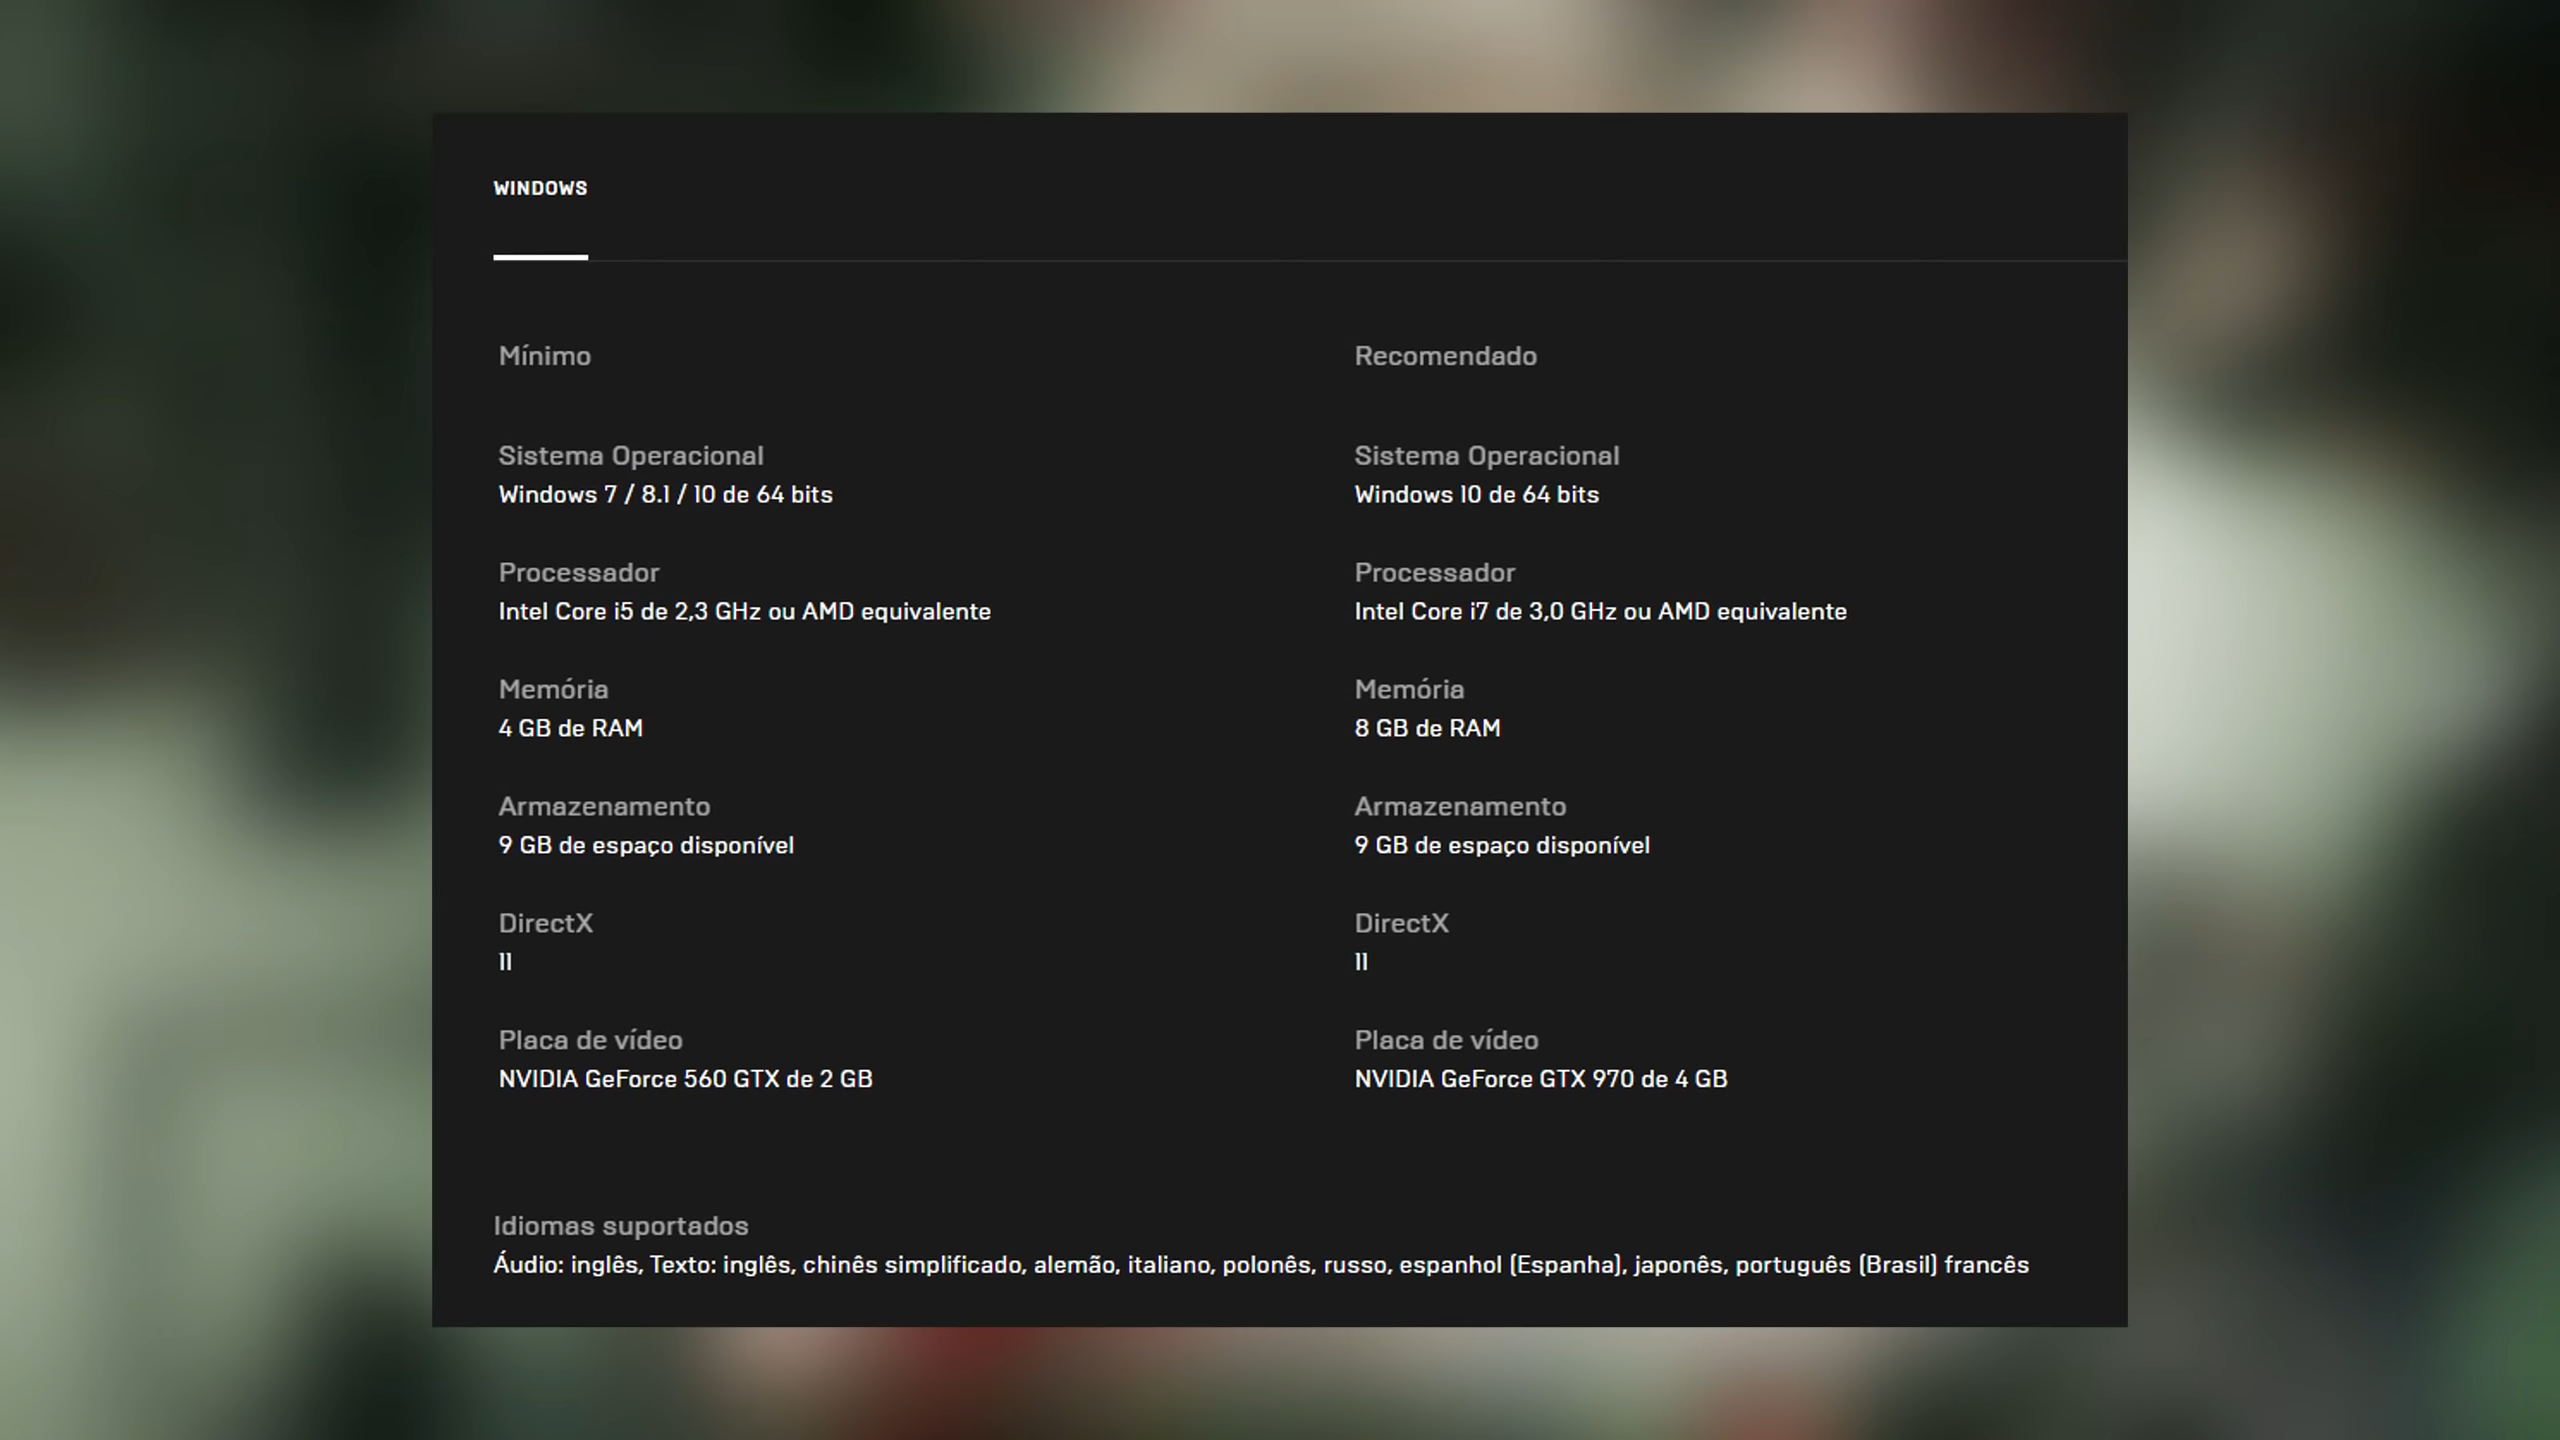 WINDOWS
Mínimo
Sistema Operacional
Windows 7 / 8.1 / 10 de 64 bits
Processador
Intel Core i5 de 2,3 GHz ou AMD equivalente
Memória
4 GB de RAM
Armazenamento
9 GB de espaço disponível
DirectX
11
Placa de vídeo
NVIDIA GeForce 560 GTX de 2 GB
Recomendado
Sistema Operacional
Windows 10 de 64 bits
Processador
Intel Core i7 de 3,0 GHz ou AMD equivalente
Memória
8 GB de RAM
Armazenamento
9 GB de espaço disponível
DirectX
11
Placa de vídeo
NVIDIA GeForce GTX 970 de 4 GB
Idiomas suportados
Áudio: inglês, Texto: inglês, chinês simplificado, alemão, italiano, polonês, russo, espanhol (Espanha), japonês, português (Brasil) francês